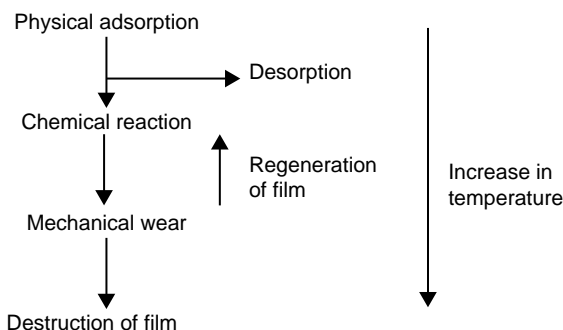 Physical adsorption
Desorption
Chemical reaction
Regeneration
of film
Increase in
temperature
Mechanical wear
Destruction of film